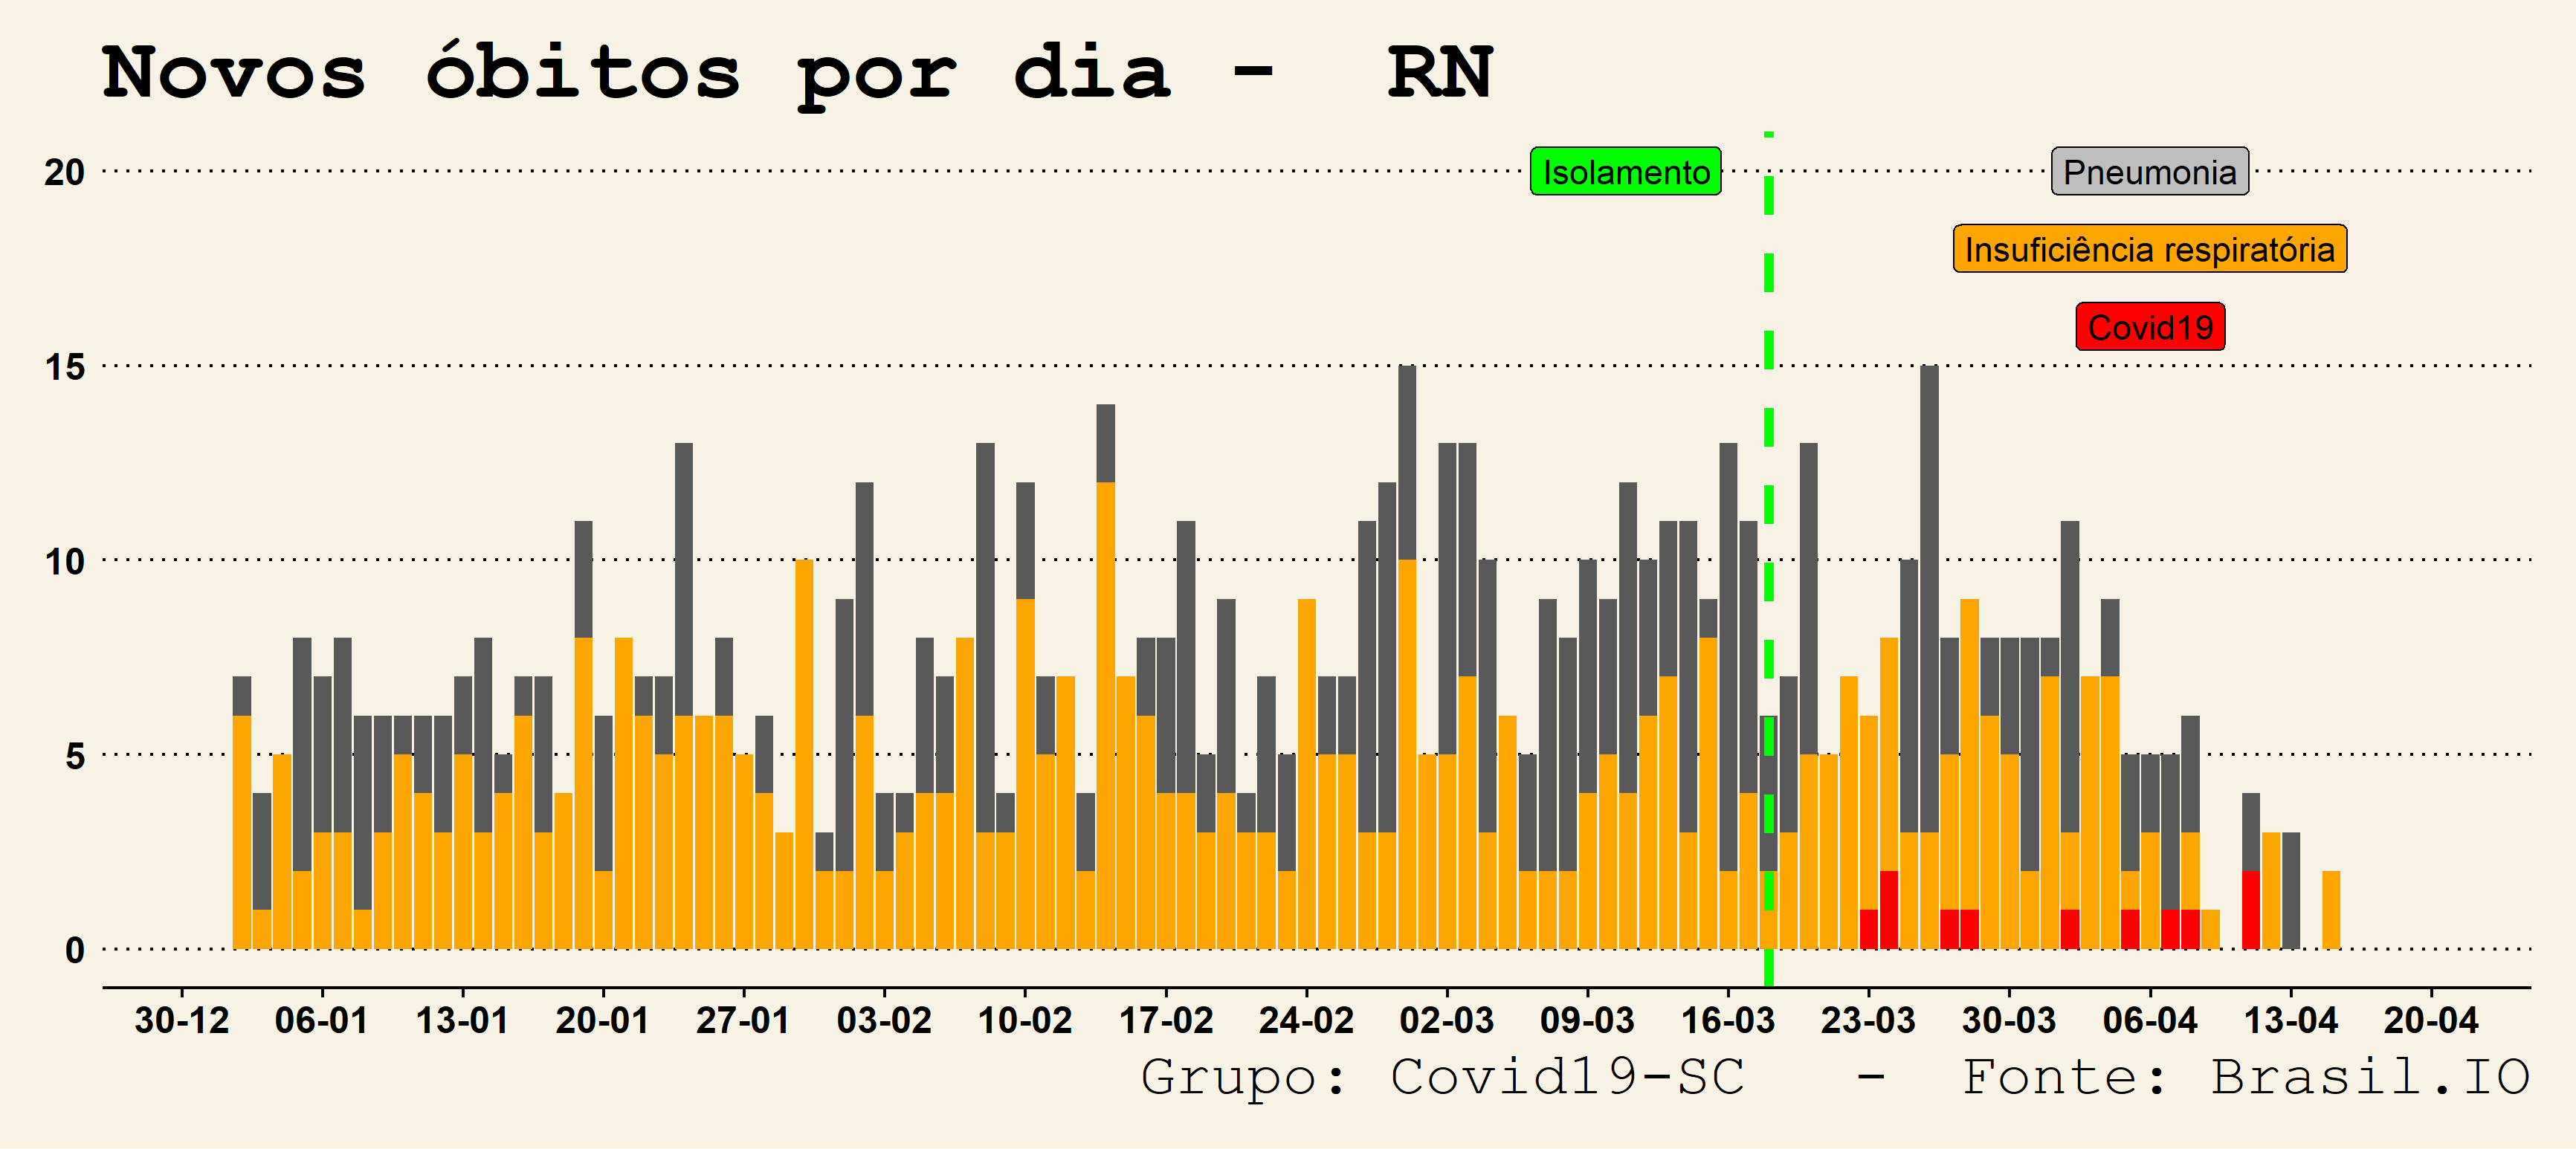 Novos óbitos por dia - RN
20
Isolamento
Pneumonia
Insuficiência respiratória
Covid19
15
10
5
0
30-12 06-01 13-01 20-01 27-01 03-02 10-02 17-02 24-02 02-03 09-03 16-03 23-03 30-03 06-04 13-04 20-04
Grupo: Covid19-SC - Fonte: Brasil.IO